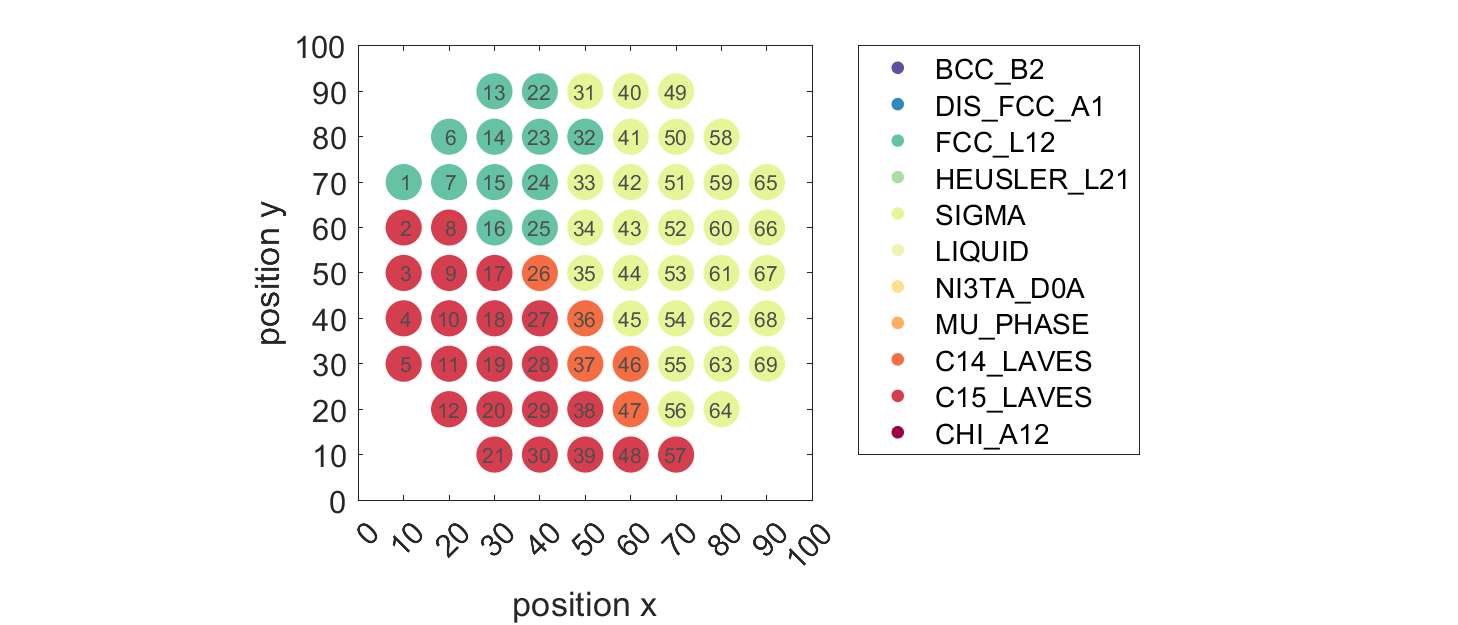 100
90 13 22 31 40 49
80 6 14 23 32 41 50 58
70 1 7 15 24 33 42 51 59 65
60 2 8 16 25 34 43 52 60 66
50 3 9 17 26 35 44 53 61 67
40 4 10 18 27 36 45 54 62 68
30 5 11 19 28 37 46 55 63 69
20 12 20 29 38 47 56 64
10 21 30 39 48 57
0
0 10 20 30 40 50 60 70 80 90 100
position x
position y
BCC_B2
DIS_FCC_A1
FCC_L12
HEUSLER_L21
SIGMA
LIQUID
NI3TA_D0A
MU_PHASE
C14_LAVES
C15_LAVES
CHI_A12